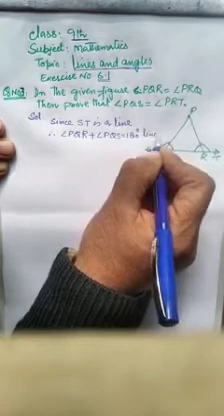 Class: 9th
Subject: Mathematics
Topic: lines and angles
Exercise No 6.1
Q.No3: In the given figure ∠PQR = ∠PRQ
Then prove that ∠PQS = ∠PRT.
Sol Since ST is a line
∴ ∠PQR + ∠PQS = 180° line
P
R T